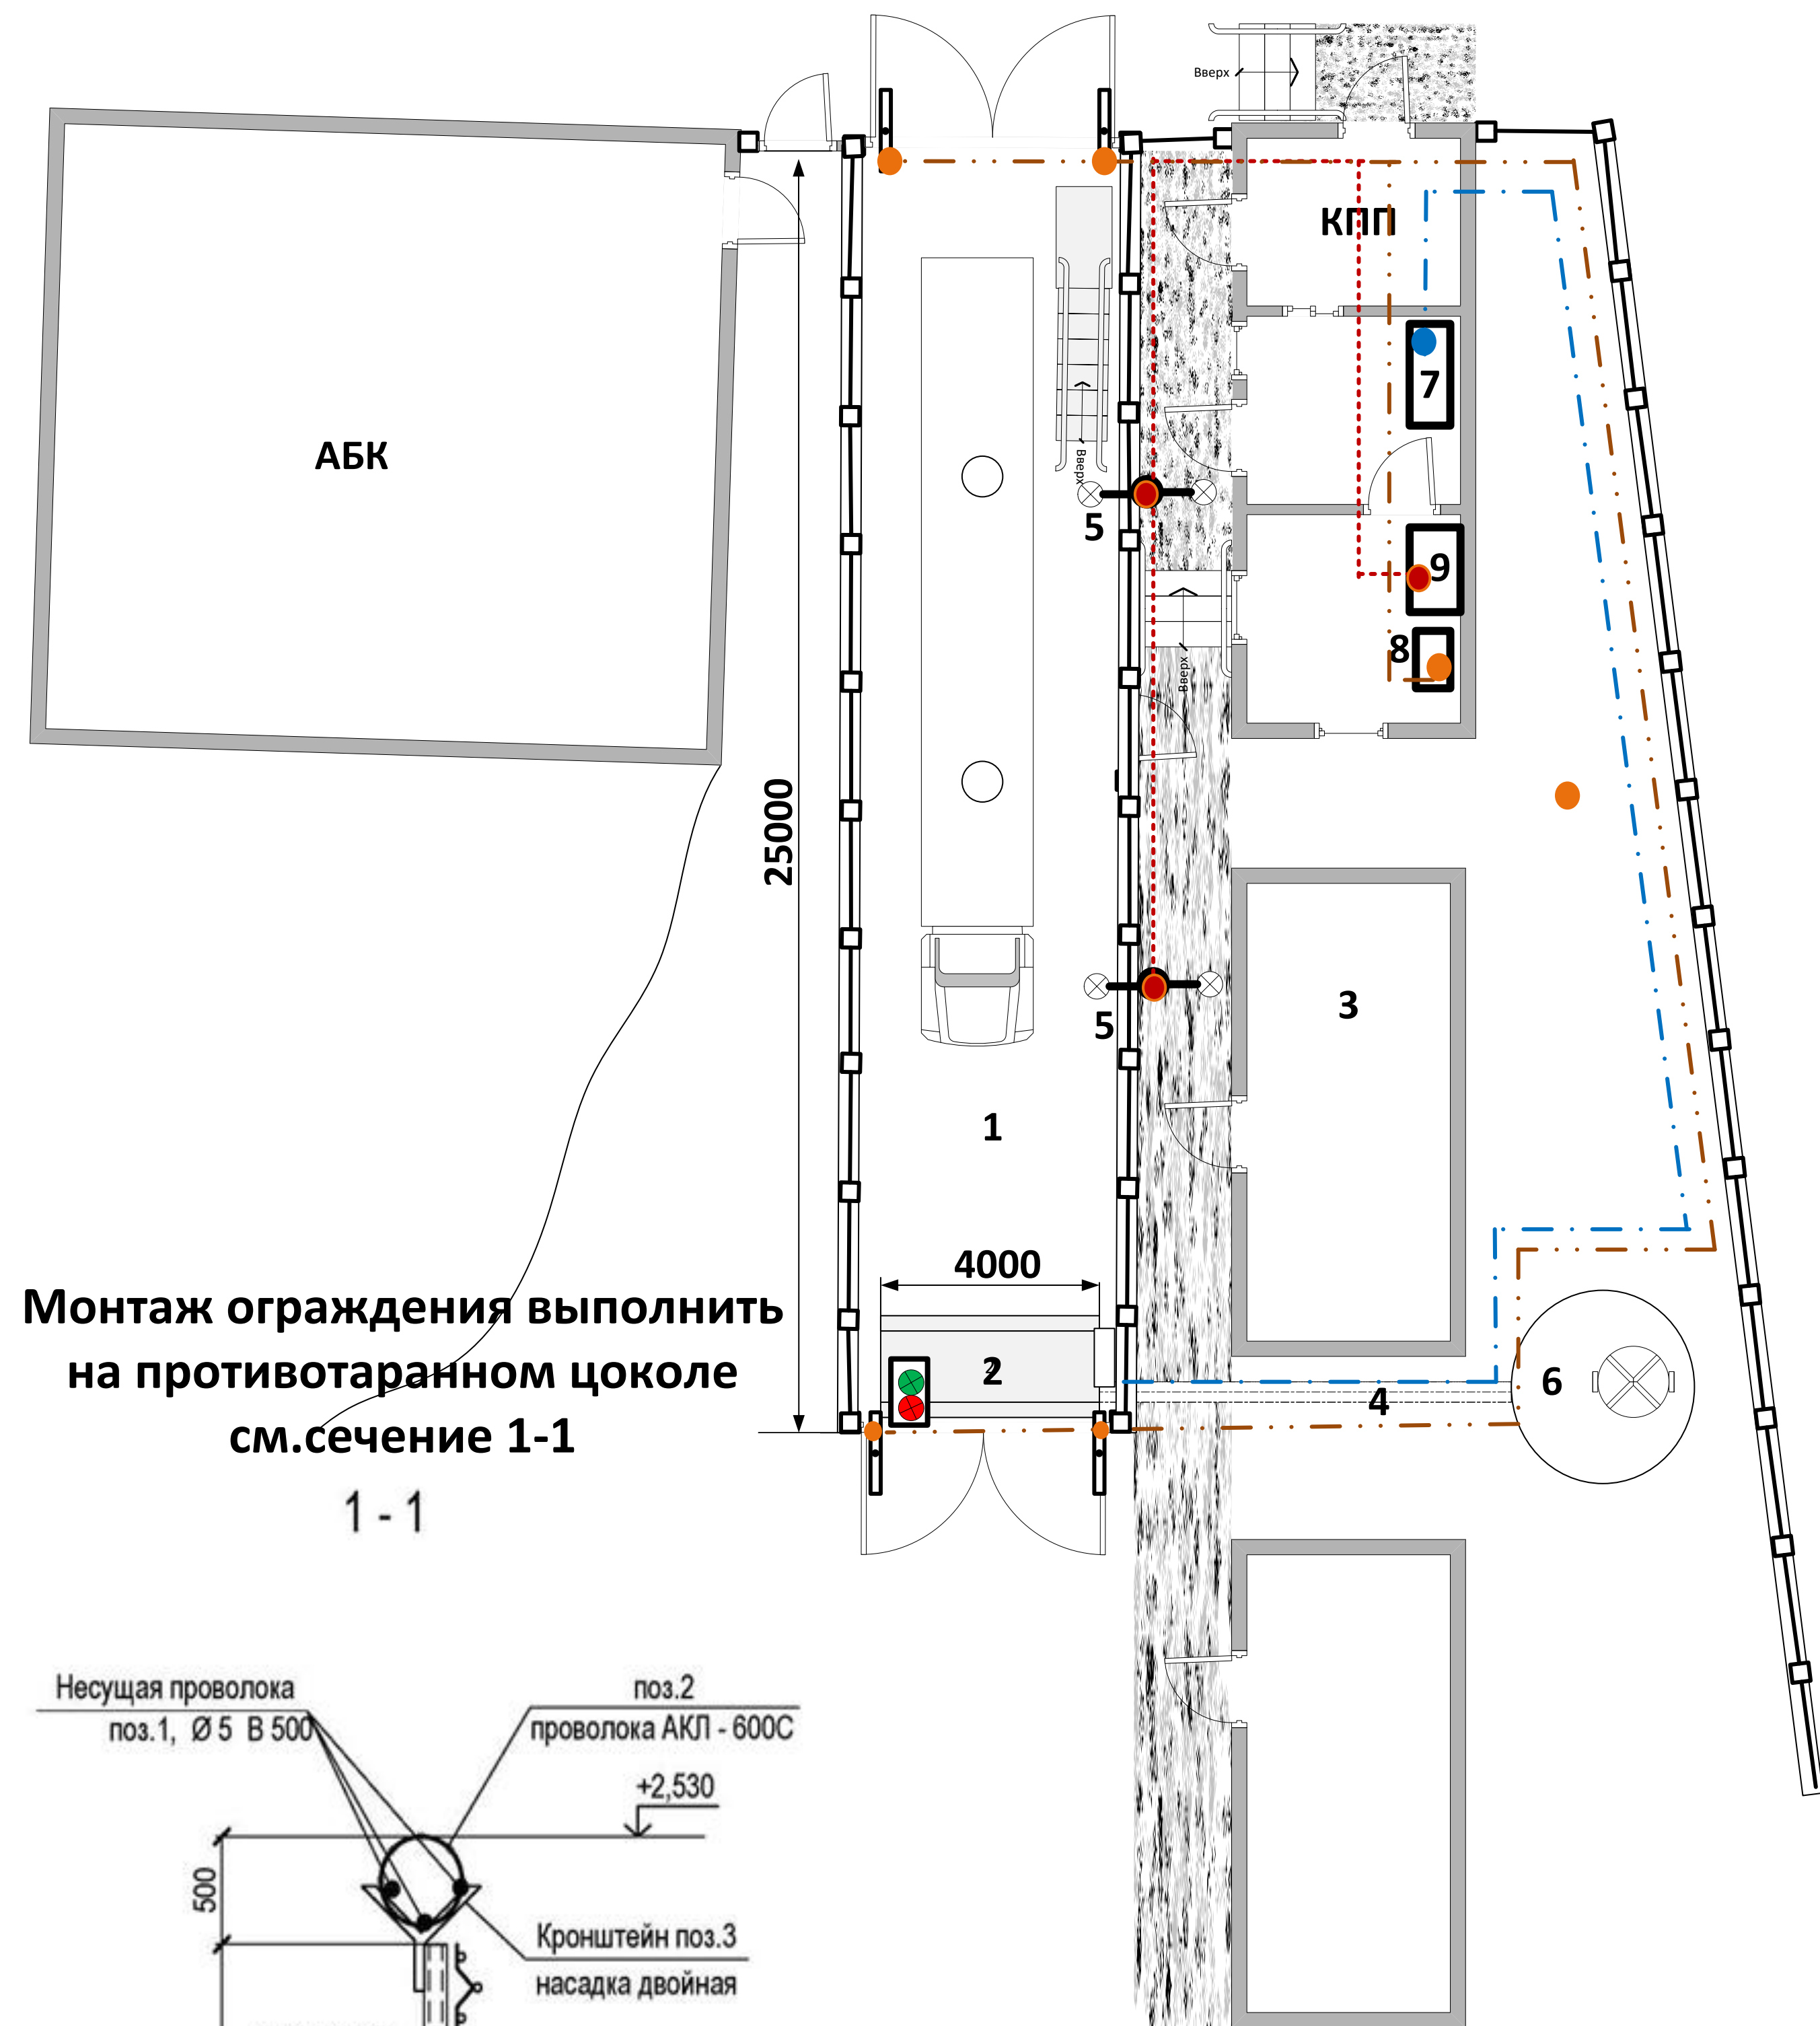 Вверх
КПП
АБК
7
Вверх
5
9
8
Вверх
25000
3
5
1
4000
2
6
4
Монтаж ограждения выполнить
на противотаранном цоколе
см.сечение 1-1
1 - 1
Несущая проволока
поз.1, Ø 5 В 500
поз.2
проволока АКЛ - 600С
+2,530
500
Кронштейн поз.3
насадка двойная